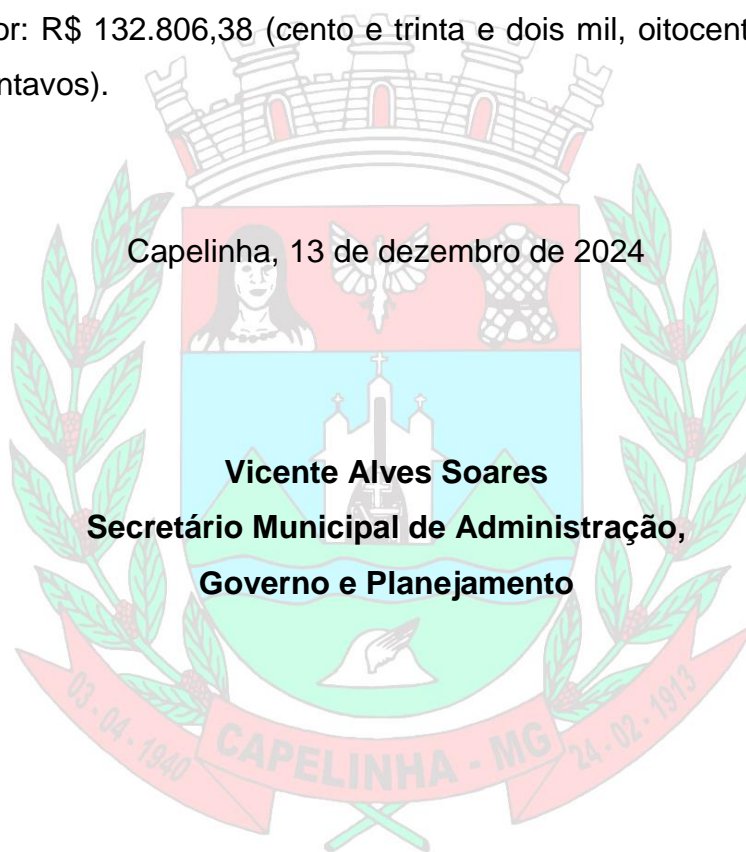 or: R$ 132.806,38 (cento e trinta e dois mil, oitocent
ntavos).
Capelinha, 13 de dezembro de 2024
Vicente Alves Soares
Secretário Municipal de Administração,
Governo e Planejamento
03-04-1940
CAPELINHA - MG
24-02-1913